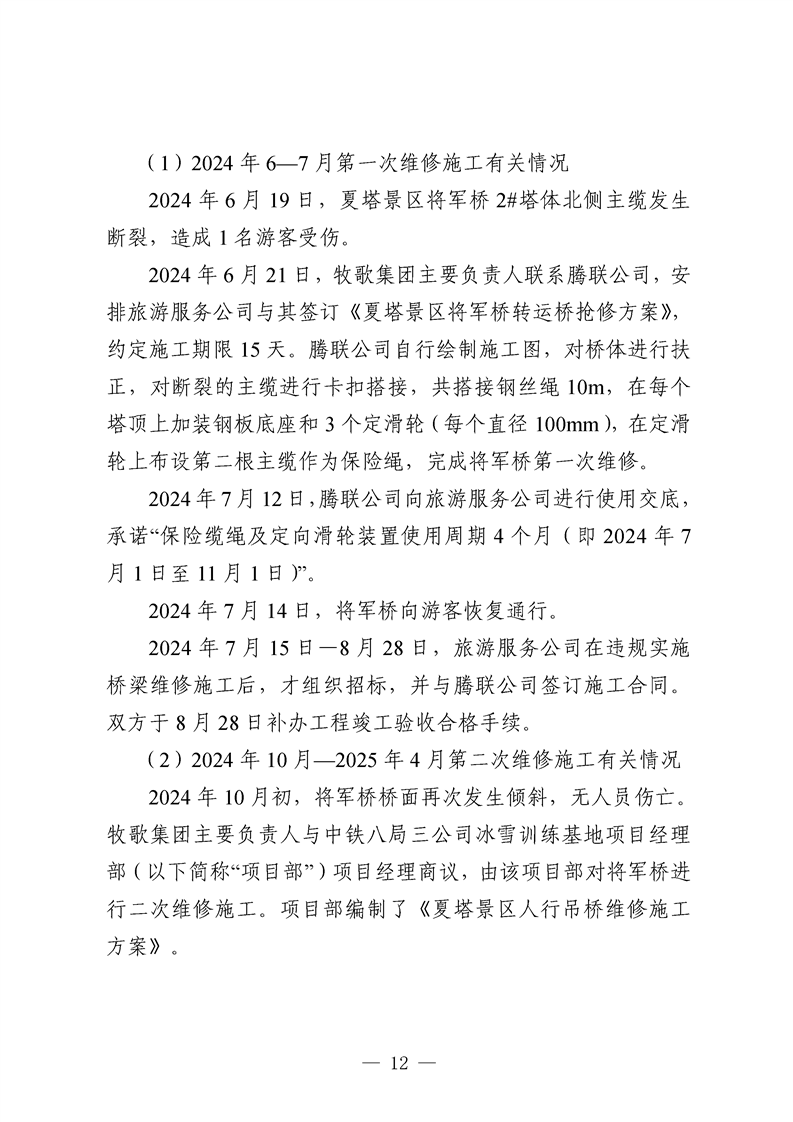 （1）2024 年 6—7 月第一次维修施工有关情况
2024 年 6 月 19 日，夏塔景区将军桥 2#塔体北侧主缆发生
断裂，造成 1 名游客受伤。
2024 年 6 月 21 日，牧歌集团主要负责人联系腾联公司，安
排旅游服务公司与其签订《夏塔景区将军桥转运桥抢修方案》，
约定施工期限 15 天。腾联公司自行绘制施工图，对桥体进行扶
正，对断裂的主缆进行卡扣搭接，共搭接钢丝绳 10m，在每个
塔顶上加装钢板底座和 3 个定滑轮（每个直径 100mm），在定滑
轮上布设第二根主缆作为保险绳，完成将军桥第一次维修。
2024 年 7 月 12 日，腾联公司向旅游服务公司进行使用交底，
承诺“保险缆绳及定向滑轮装置使用周期 4 个月（即 2024 年 7
月 1 日至 11 月 1 日）”。
2024 年 7 月 14 日，将军桥向游客恢复通行。
2024 年 7 月 15 日－8 月 28 日，旅游服务公司在违规实施
桥梁维修施工后，才组织招标，并与腾联公司签订施工合同。
双方于 8 月 28 日补办工程竣工验收合格手续。
（2）2024 年 10 月—2025 年 4 月第二次维修施工有关情况
2024 年 10 月初，将军桥桥面再次发生倾斜，无人员伤亡。
牧歌集团主要负责人与中铁八局三公司冰雪训练基地项目经理
部（以下简称“项目部”）项目经理商议，由该项目部对将军桥进
行二次维修施工。项目部编制了《夏塔景区人行吊桥维修施工
方案》。
— 12 —